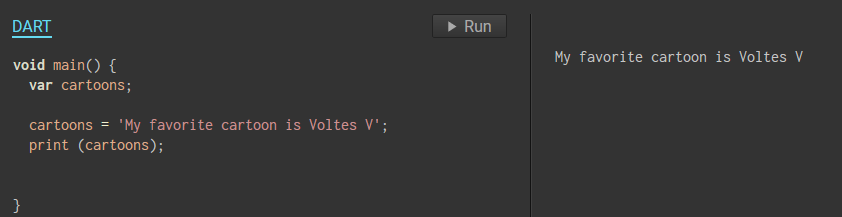 DART
Run
void main() {
  var cartoons;
  cartoons = 'My favorite cartoon is Voltes V';
  print (cartoons);
}
My favorite cartoon is Voltes V